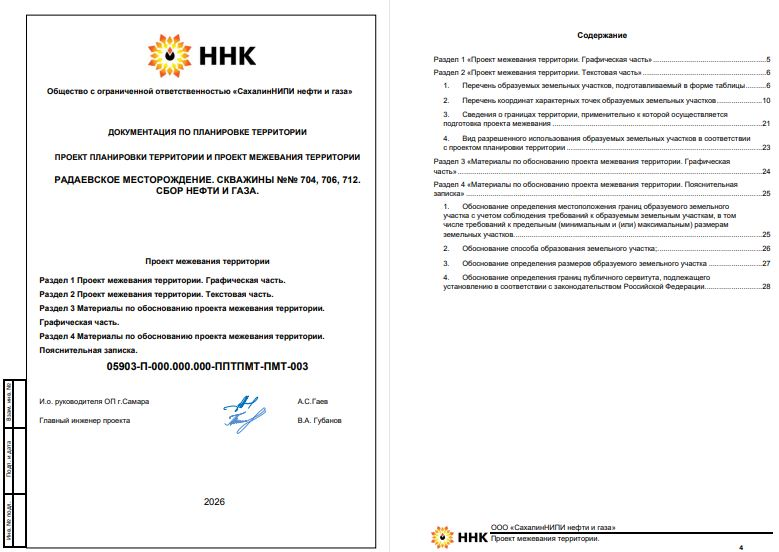 ННК
Общество с ограниченной ответственностью «СахалинНИПИ нефти и газа»
ДОКУМЕНТАЦИЯ ПО ПЛАНИРОВКЕ ТЕРРИТОРИИ
ПРОЕКТ ПЛАНИРОВКИ ТЕРРИТОРИИ И ПРОЕКТ МЕЖЕВАНИЯ ТЕРРИТОРИИ
РАДАЕВСКОЕ МЕСТОРОЖДЕНИЕ. СКВАЖИНЫ №№ 704, 706, 712.
СБОР НЕФТИ И ГАЗА.
Проект межевания территории
Раздел 1 Проект межевания территории. Графическая часть.
Раздел 2 Проект межевания территории. Текстовая часть.
Раздел 3 Материалы по обоснованию проекта межевания территории.
Графическая часть.
Раздел 4 Материалы по обоснованию проекта межевания территории.
Пояснительная записка.
05903-П-000.000.000-ППТПМТ-ПМТ-003
И.о. руководителя ОП г.Самара А.С.Гаев
Главный инженер проекта В.А. Губанов
2026
Взам. инв. №
Подп. и дата
Инв. № подл.
Содержание
Раздел 1 «Проект межевания территории. Графическая часть»...5
Раздел 2 «Проект межевания территории. Текстовая часть»...6
1. Перечень образуемых земельных участков, подготавливаемый в форме таблицы...6
2. Перечень координат характерных точек образуемых земельных участков...10
3. Сведения о границах территории, применительно к которой осуществляется
подготовка проекта межевания...21
4. Вид разрешенного использования образуемых земельных участков в соответствии
с проектом планировки территории...23
Раздел 3 «Материалы по обоснованию проекта межевания территории. Графическая
часть»...24
Раздел 4 «Материалы по обоснованию проекта межевания территории. Пояснительная
записка»...25
1. Обоснование определения местоположения границ образуемого земельного
участка с учетом соблюдения требований к образуемым земельным участкам, в том
числе требований к предельным (минимальным и (или) максимальным) размерам
земельных участков...25
2. Обоснование способа образования земельного участка;...26
3. Обоснование определения размеров образуемого земельного участка...27
4. Обоснование определения границ публичного сервитута, подлежащего
установлению в соответствии с законодательством Российской Федерации...28
ННК
ООО «СахалинНИПИ нефти и газа»
Проект межевания территории.
4